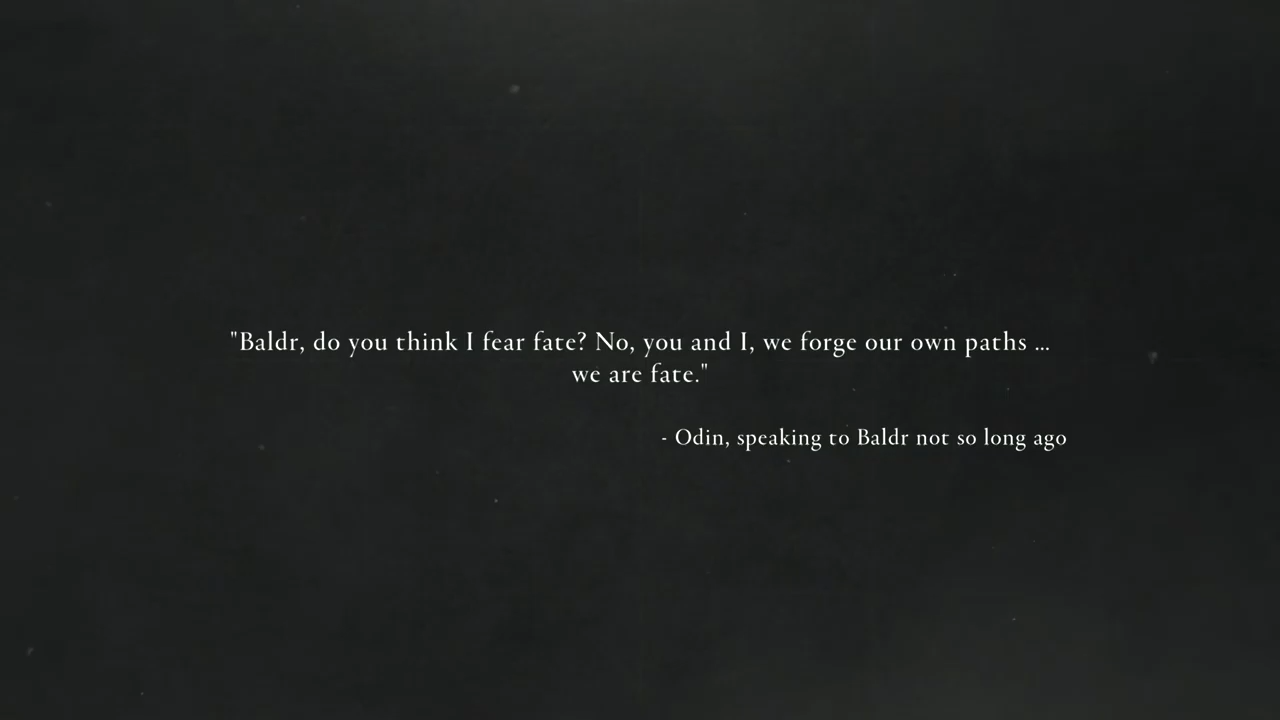 "Baldr, do you think I fear fate? No, you and I, we forge our own paths ...
we are fate."
- Odin, speaking to Baldr not so long ago